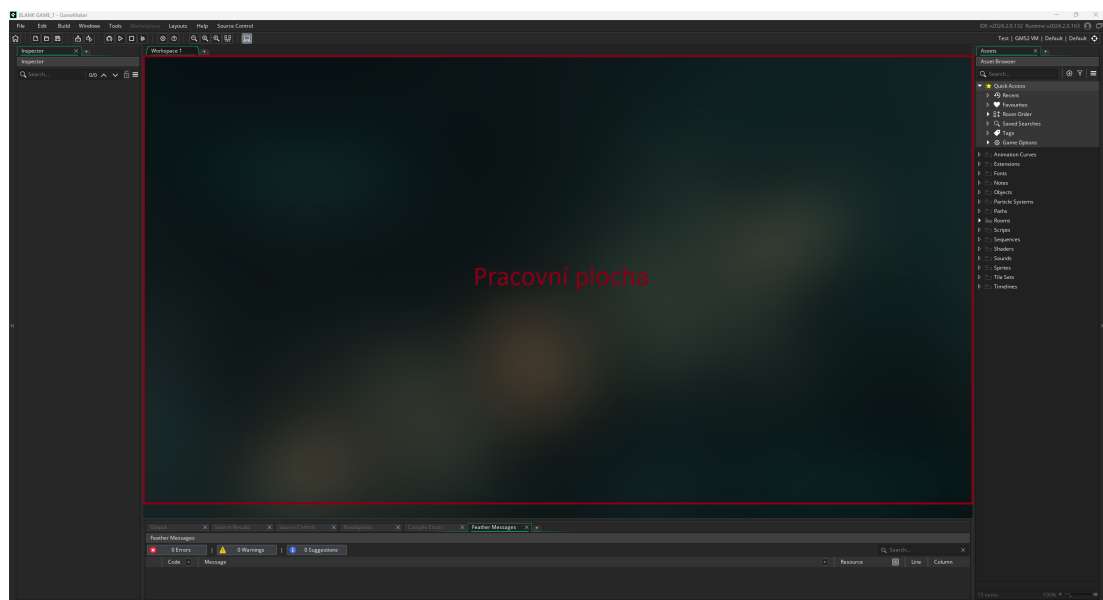 BLANK GAME_1 - GameMaker
File Edit Build Windows Tools Marketplace Layouts Help Source Control
IDE v2024.2.0.132 Runtime v2024.2.0.163
Test | GMS2 VM | Default | Default
Inspector
Workspace 1
Assets
Inspector
Asset Browser
Search...
0/0
Search...
Quick Access
Recent
Favourites
Room Order
Saved Searches
Tags
Game Options
Animation Curves
Extensions
Fonts
Notes
Objects
Particle Systems
Paths
Rooms
Scripts
Sequences
Shaders
Sounds
Sprites
Tile Sets
Timelines
Pracovní plocha
Output Search Results Source Control Breakpoints Compile Errors Feather Messages
Feather Messages
0 Errors | 0 Warnings | 0 Suggestions
Search...
Code Message Resource Line Column
100%